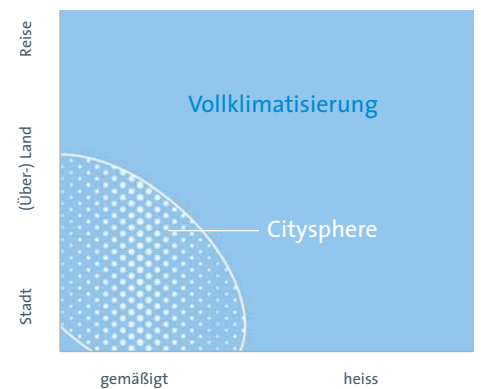 Reise
Vollklimatisierung
(Über-) Land
Citysphere
Stadt
gemäßigt
heiss